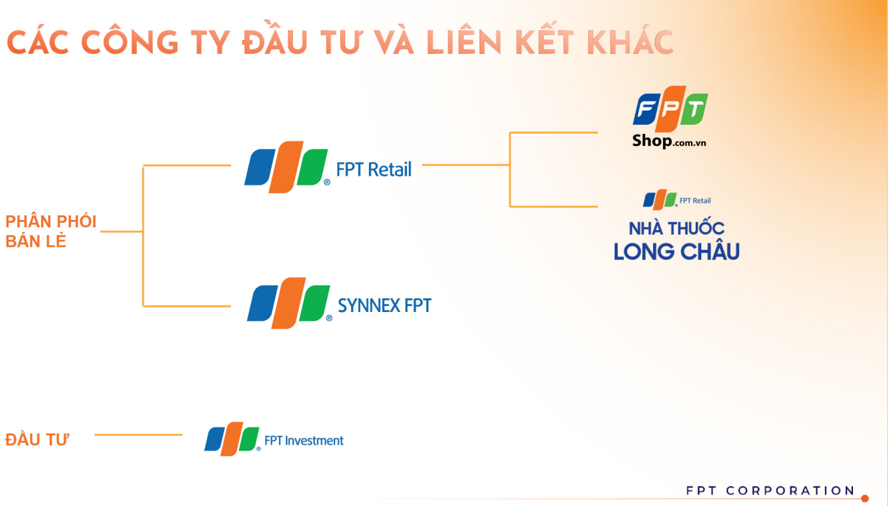 CÁC CÔNG TY ĐẦU TƯ VÀ LIÊN KẾT KHÁC
FPT
Shop.com.vn
FPT Retail
FPT Retail
NHÀ THUỐC
LONG CHÂU
PHÂN PHỐI
BÁN LẺ
SYNNEX FPT
ĐẦU TƯ
FPT Investment
FPT CORPORATION